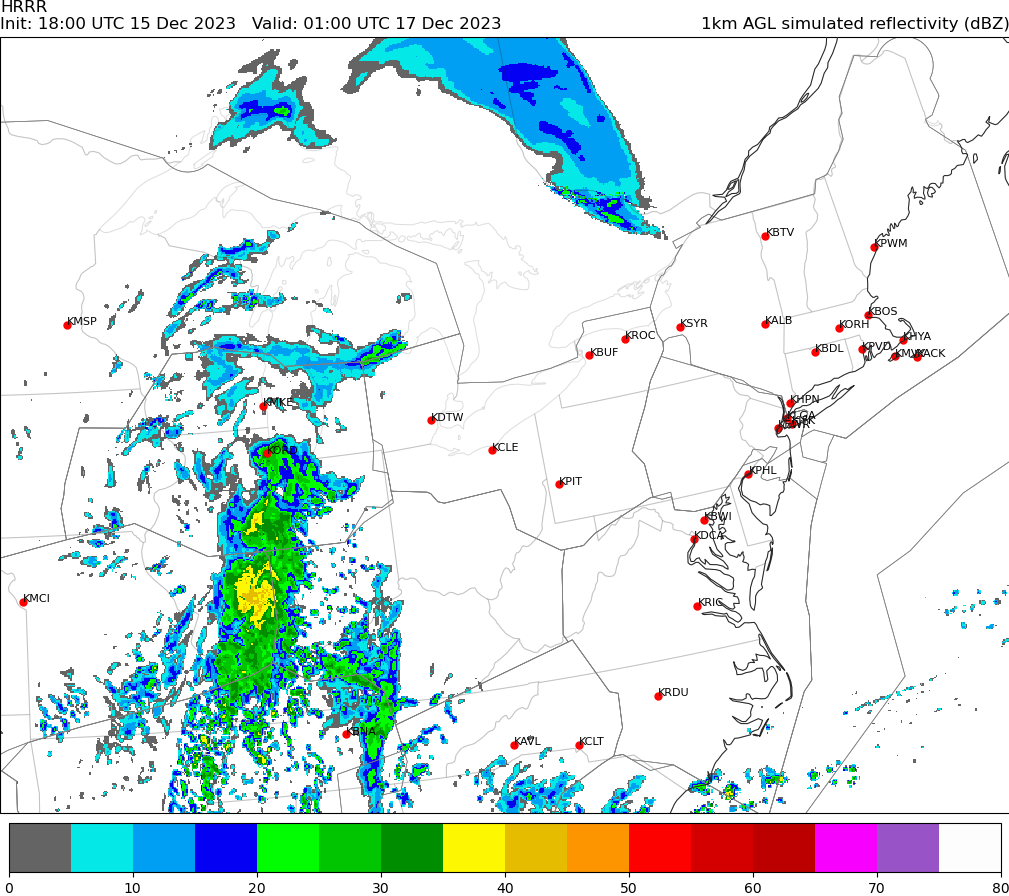 HRRR
Init: 18:00 UTC 15 Dec 2023   Valid: 01:00 UTC 17 Dec 2023   1km AGL simulated reflectivity (dBZ)
KBTV
KPWM
KMSP
KBOS
KSYR
KALB
KORH
KROC
KHYA
KBUF
KBDL
KPVD
KACK
KMKE
KHPN
KDTW
KLGA
KCLE
KPHL
KPIT
KBWI
KDCA
KMCI
KRIC
KRDU
KBNA
KAVL
KCLT
0 10 20 30 40 50 60 70 80